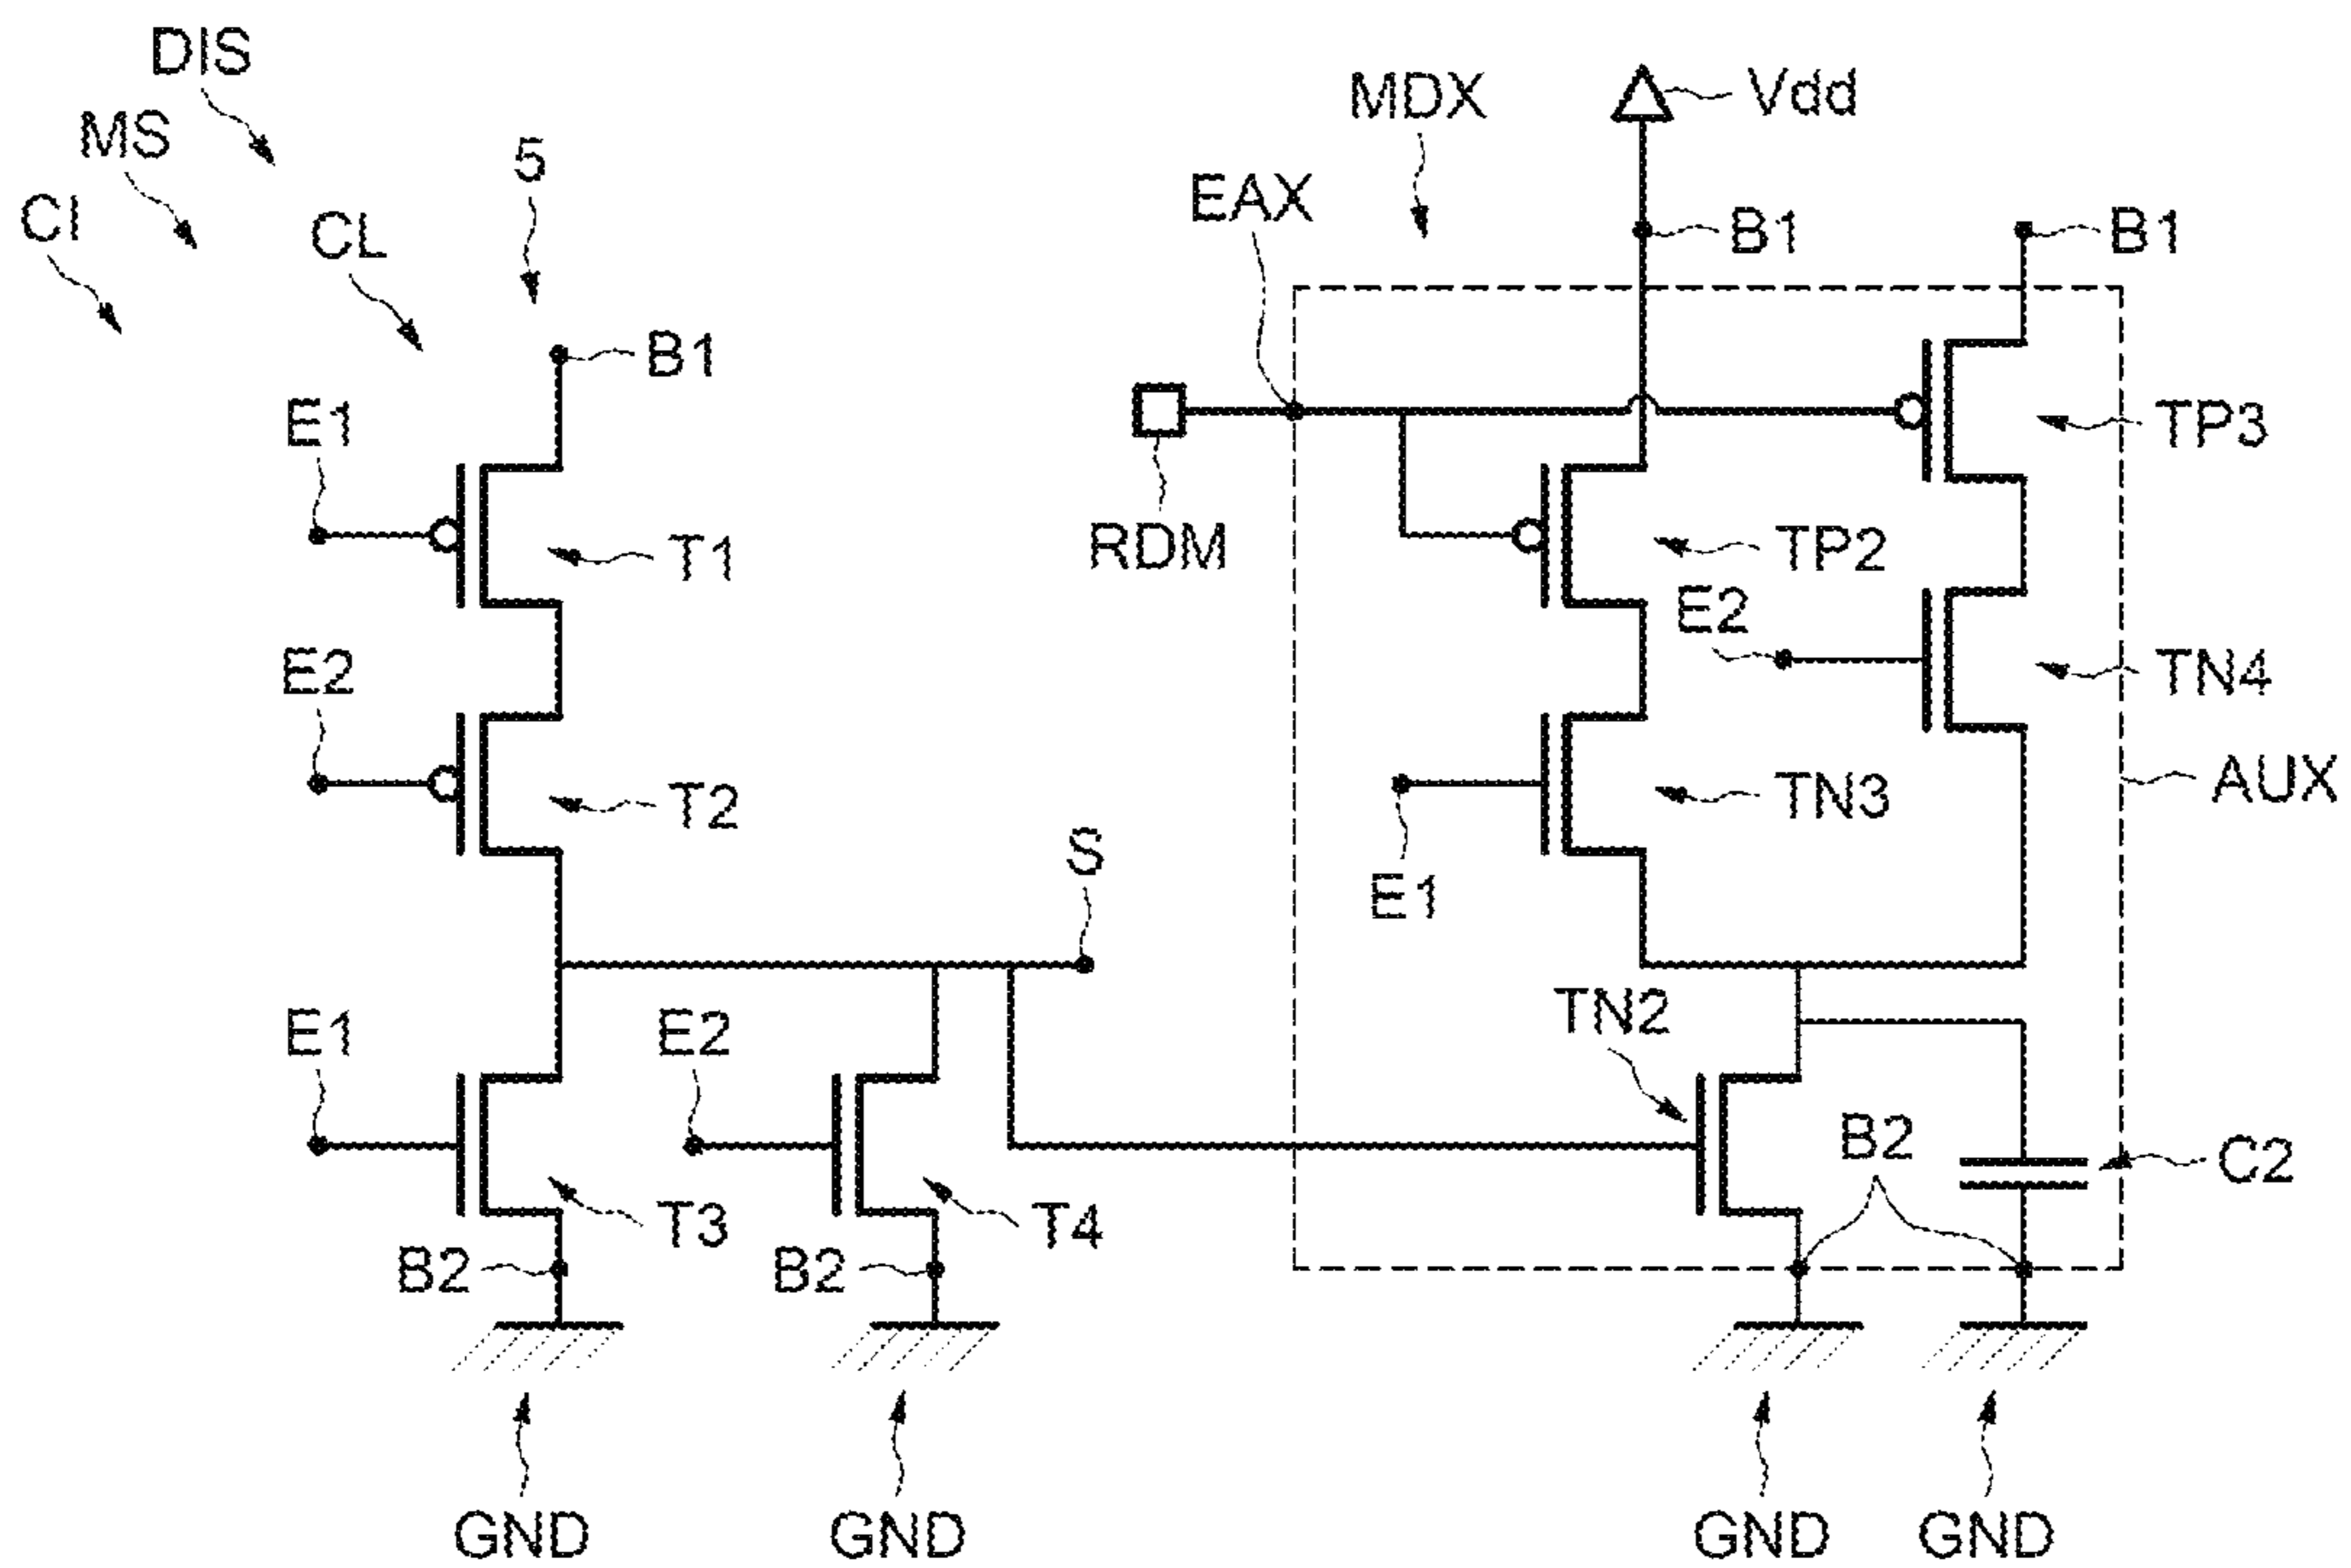 DIS
MS
CI
CL
5
MDX
Vdd
EAX
B1
B1
B1
E1
T1
RDM
TP2
TP3
E2
E2
T2
TN3
TN4
AUX
E1
S
E1
E2
TN2
B2
C2
T3
T4
B2
B2
GND
GND
GND
GND